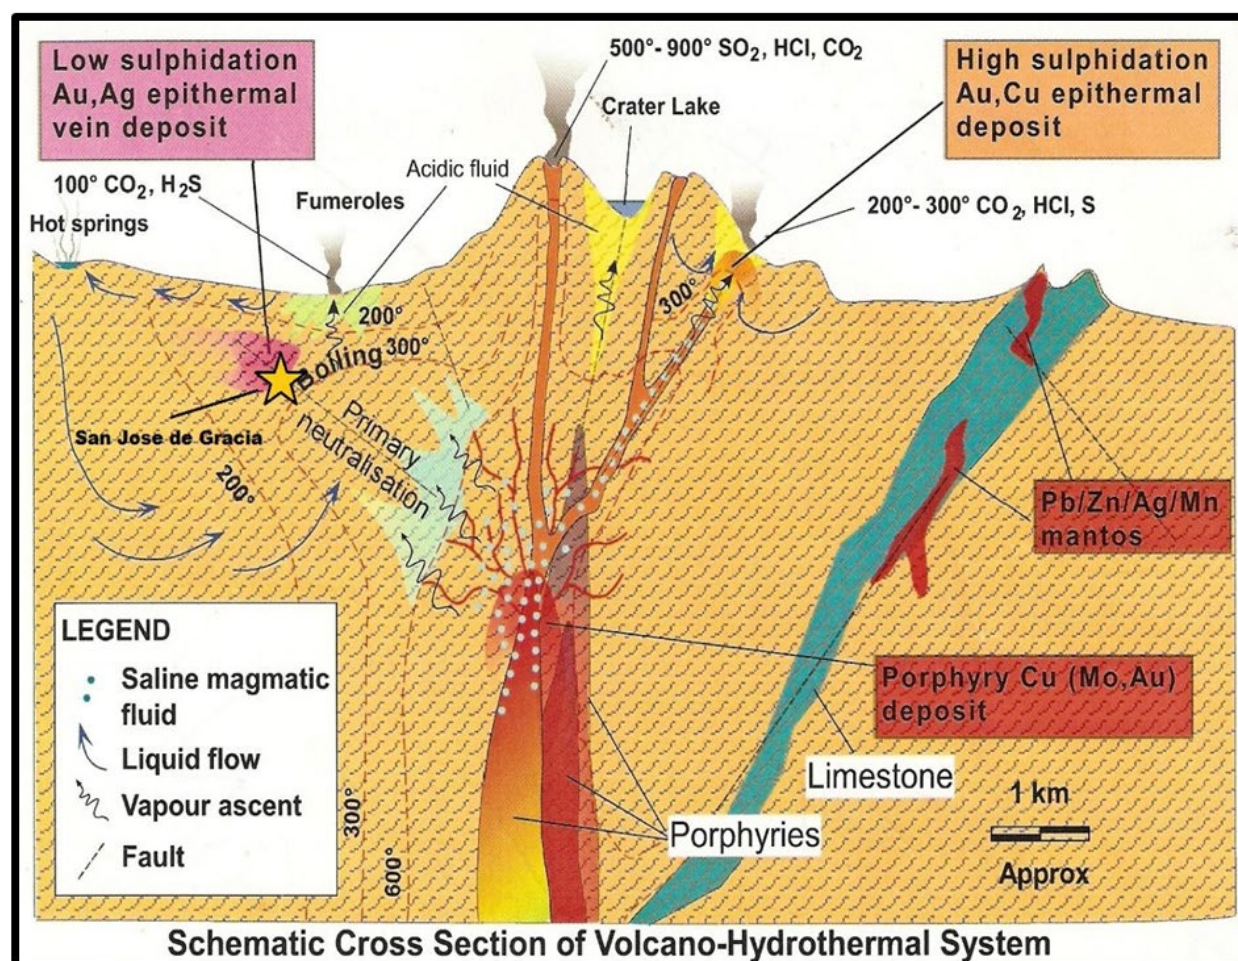 Low sulphidation
Au,Ag epithermal
vein deposit
500°- 900° SO₂, HCl, CO₂
High sulphidation
Au,Cu epithermal
deposit
Crater Lake
Acidic fluid
100° CO₂, H₂S
Fumeroles
200°- 300° CO₂, HCl, S
Hot springs
200°
300°
300°
Boiling
San Jose de Gracia
Primary
neutralisation
200°
Pb/Zn/Ag/Mn
mantos
LEGEND
Saline magmatic
fluid
Liquid flow
Vapour ascent
Fault
300°
600°
Porphyry Cu (Mo,Au)
deposit
Limestone
Porphyries
1 km
Approx
Schematic Cross Section of Volcano-Hydrothermal System